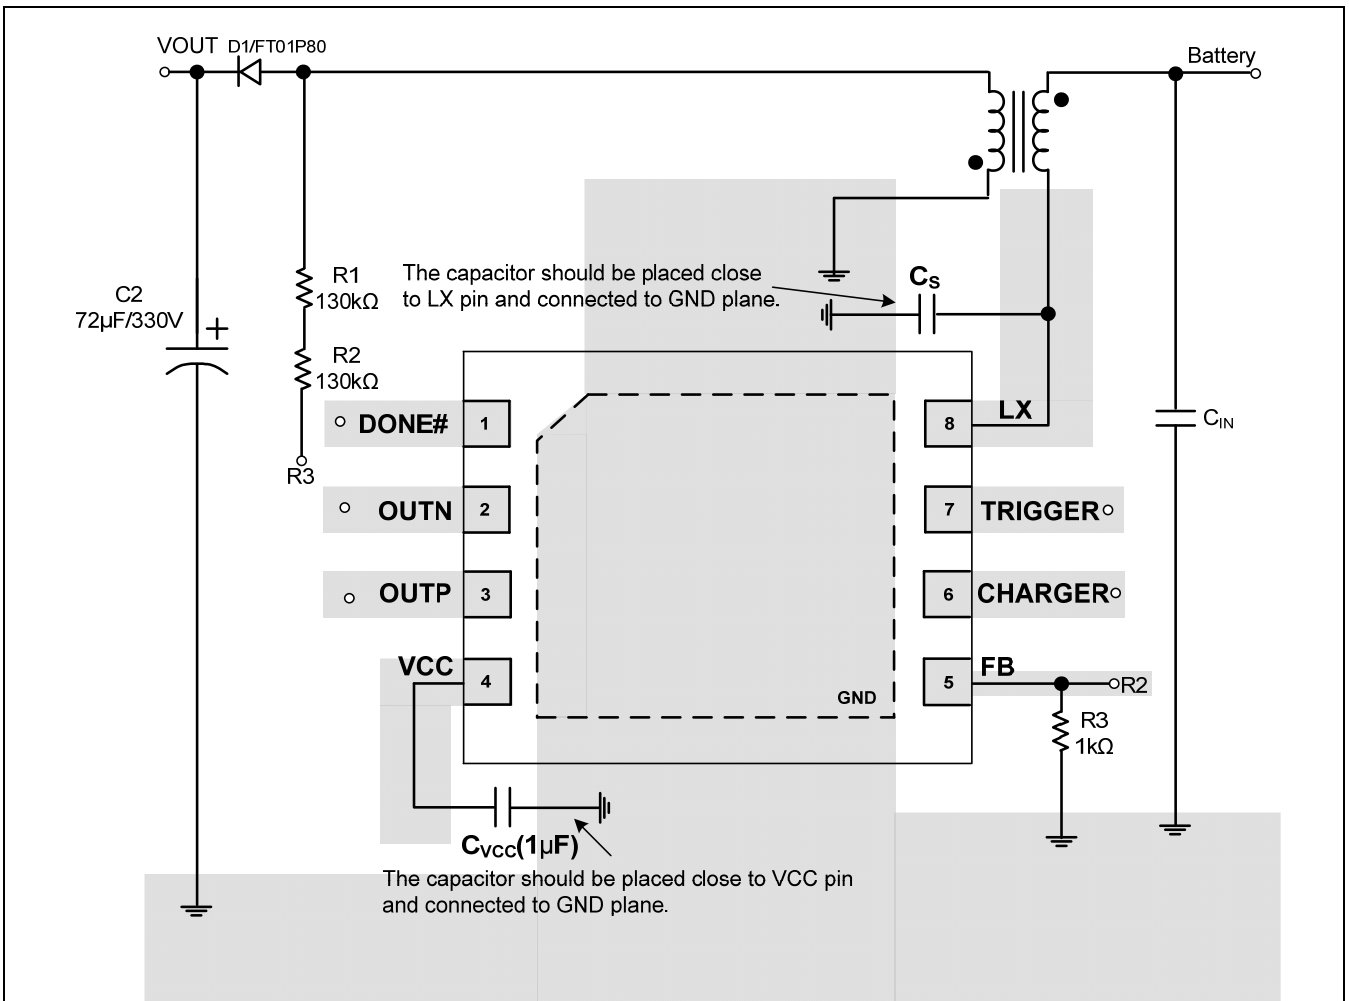 VOUT
D1/FT01P80
Battery
The capacitor should be placed close
to LX pin and connected to GND plane.
CS
R1
130kΩ
C2
72µF/330V
+
R2
130kΩ
R3
CIN
DONE#
1
8
LX
OUTN
2
7
TRIGGER
OUTP
3
6
CHARGER
VCC
4
5
FB
GND
R2
R3
1kΩ
CVCC(1µF)
The capacitor should be placed close to VCC pin
and connected to GND plane.